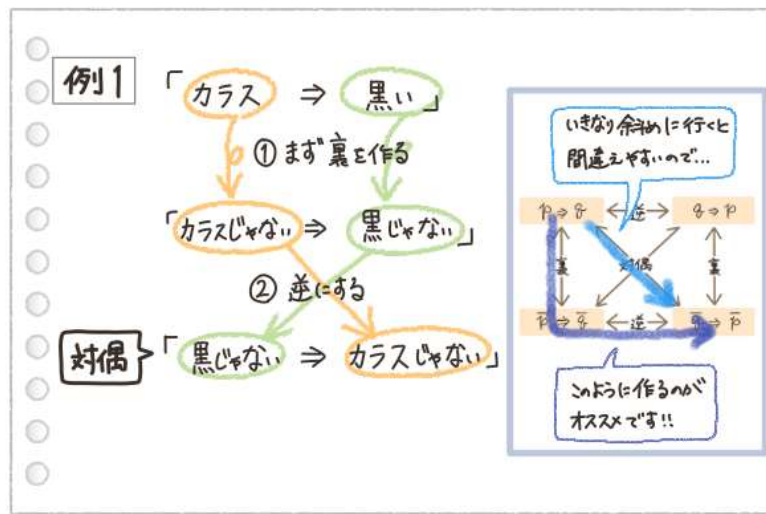 例1
「カラス ⇒ 黒い」
① まず裏を作る
「カラスじゃない ⇒ 黒じゃない」
② 逆にする
対偶
「黒じゃない ⇒ カラスじゃない」
いきなり斜めに行くと
間違えやすいので…
p ⇒ q 逆 q ⇒ p
裏 対偶 裏
p̄ ⇒ q̄ 逆 q̄ ⇒ p̄
このように作るのが
オススメです!!